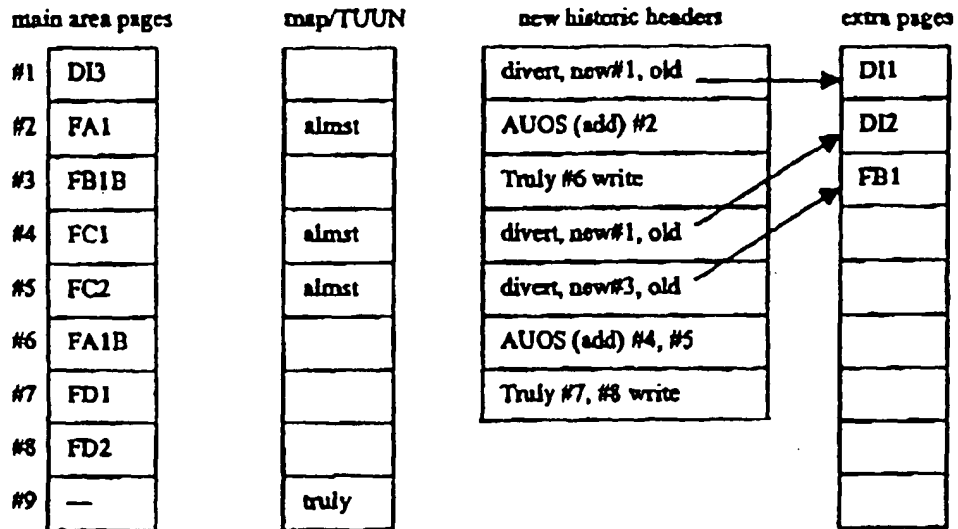 main area pages map/TUUN new historic headers extra pages
#1 DI3 divert, new#1, old DI1
#2 FA1 almst AUOS (add) #2 DI2
#3 FB1B Truly #6 write FB1
#4 FC1 almst divert, new#1, old
#5 FC2 almst divert, new#3, old
#6 FA1B AUOS (add) #4, #5
#7 FD1 Truly #7, #8 write
#8 FD2
#9 — truly